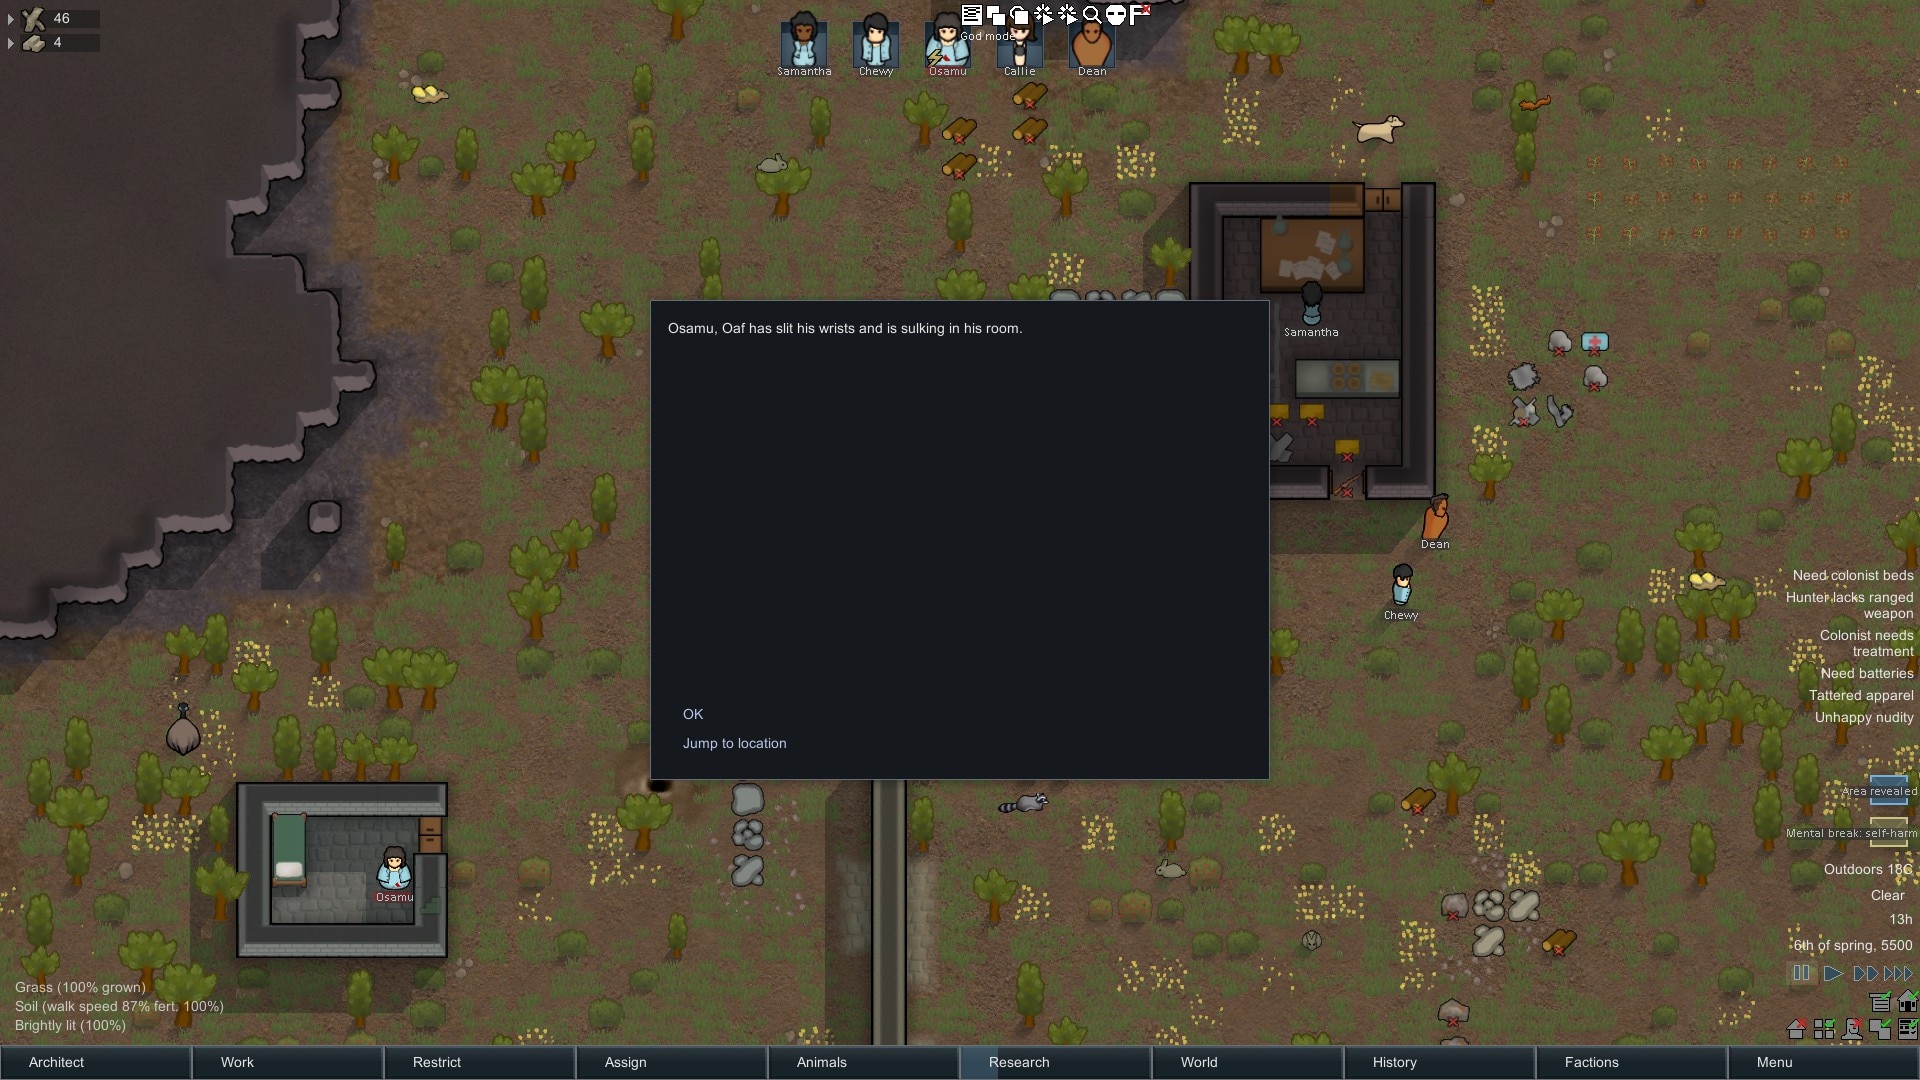 46
4
God mode
Samantha
Chewy
Osamu
Callie
Dean
Osamu, Oaf has slit his wrists and is sulking in his room.
OK
Jump to location
Samantha
Dean
Chewy
Osamu
Need colonist beds
Hunter lacks ranged
weapon
Colonist needs
treatment
Need batteries
Tattered apparel
Unhappy nudity
Area revealed
Mental break: self-harm
Outdoors 18C
Clear
13h
6th of spring, 5500
Grass (100% grown)
Soil (walk speed 87% fert. 100%)
Brightly lit (100%)
Architect
Work
Restrict
Assign
Animals
Research
World
History
Factions
Menu